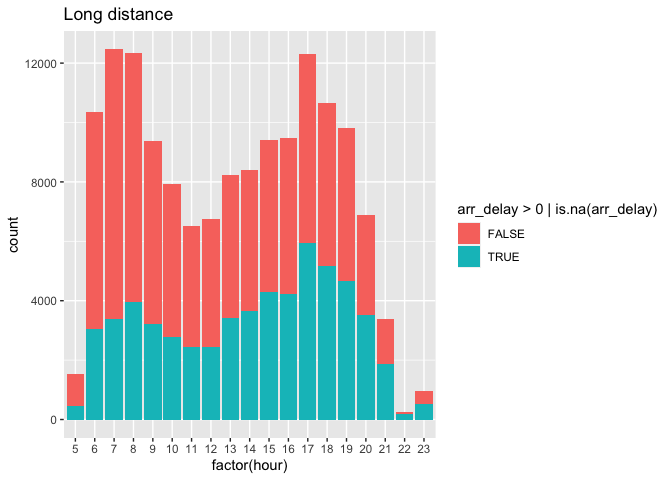 Long distance
12000
8000
4000
0
count
5 6 7 8 9 10 11 12 13 14 15 16 17 18 19 20 21 22 23
factor(hour)
arr_delay > 0 | is.na(arr_delay)
FALSE
TRUE